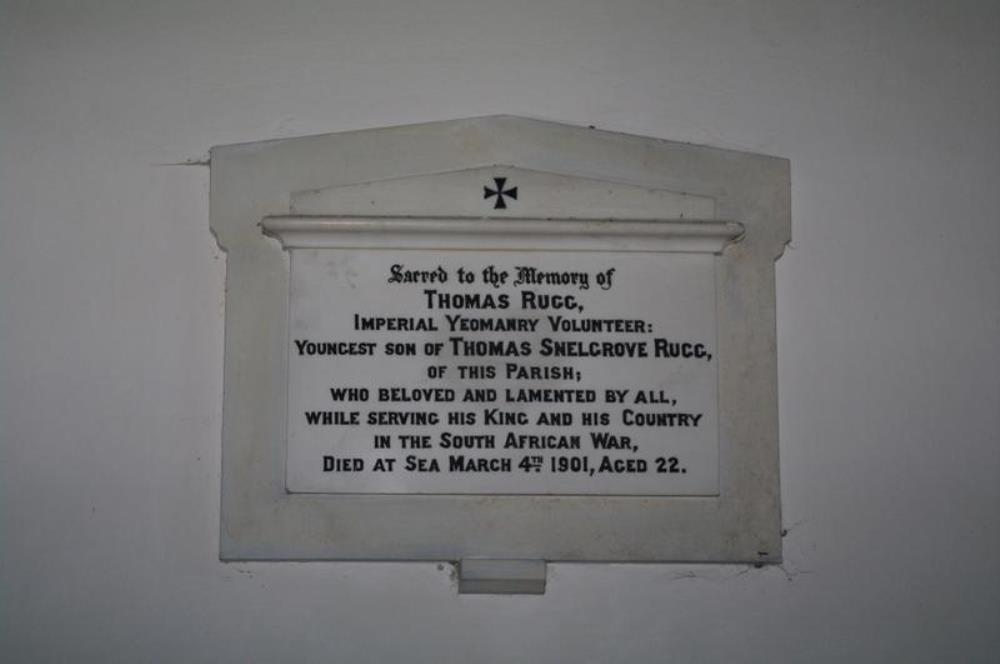 Sacred to the Memory of
THOMAS RUGG,
IMPERIAL YEOMANRY VOLUNTEER:
YOUNGEST SON OF THOMAS SNELGROVE RUGG,
OF THIS PARISH;
WHO BELOVED AND LAMENTED BY ALL,
WHILE SERVING HIS KING AND HIS COUNTRY
IN THE SOUTH AFRICAN WAR,
DIED AT SEA MARCH 4TH 1901, AGED 22.